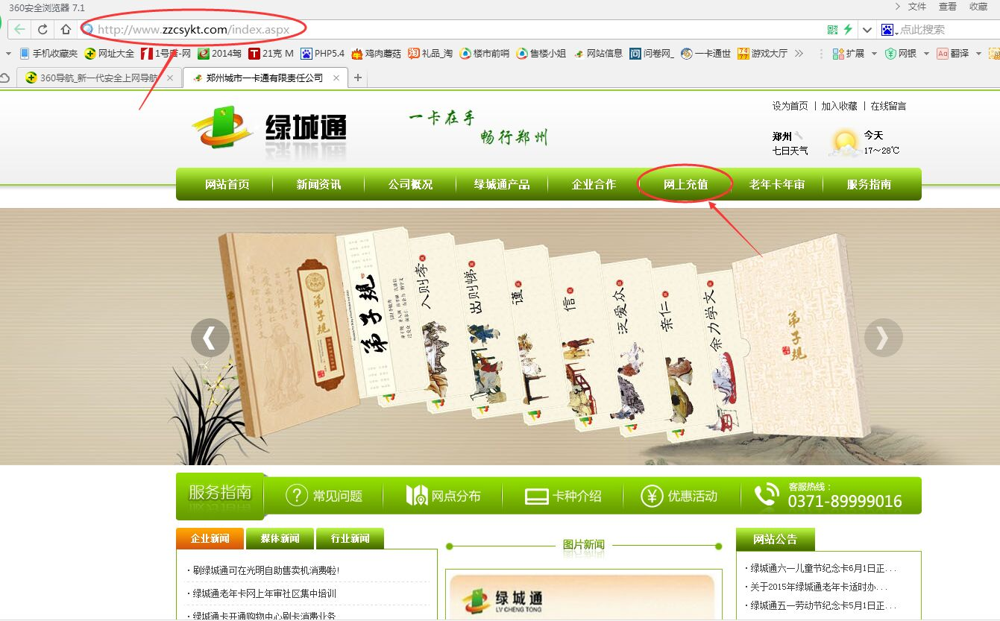 360安全浏览器 7.1
文件 查看 收藏
http://www.zzcsykt.com/index.aspx
点此搜索
手机收藏夹 网址大全 1号店-网 2014驾 21克 M PHP5.4 鸡肉蘑菇 礼品_淘 楼市前哨 售楼小姐 网站信息 问卷网_ 一卡通世 游戏大厅 扩展 网银 翻译
360导航_新一代安全上网导航
郑州城市一卡通有限责任公司
设为首页 | 加入收藏 | 在线留言
绿城通
一卡在手
畅行郑州
郑州
七日天气
今天
17～28℃
网站首页 新闻资讯 公司概况 绿城通产品 企业合作 网上充值 老年卡年审 服务指南
弟子规
弟子规
入则孝
出则悌
谨
信
泛爱众
亲仁
余力学文
弟子规
服务指南
常见问题
网点分布
卡种介绍
优惠活动
客服热线：
0371-89999016
企业新闻 媒体新闻 行业新闻
· 刷绿城通可在光明自助售卖机消费啦!
· 绿城通老年卡网上年审社区集中培训
· 绿城通卡开通购物中心刷卡消费业务
图片新闻
绿城通
LV CHENG TONG
网站公告
· 绿城通六一儿童节纪念卡6月1日正...
· 关于2015年绿城通老年卡适时办...
· 绿城通五一劳动节纪念卡5月1日正...